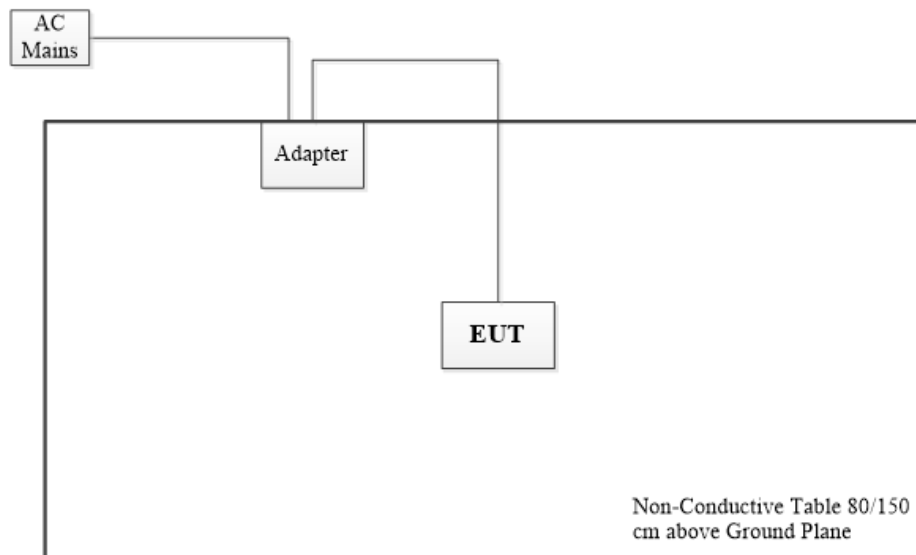 AC
Mains
Adapter
EUT
Non-Conductive Table 80/150
cm above Ground Plane